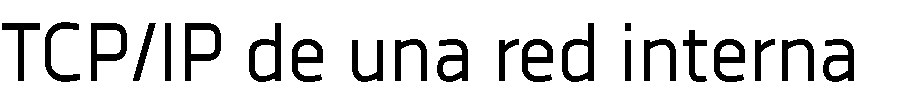 TCP/IP de una red interna